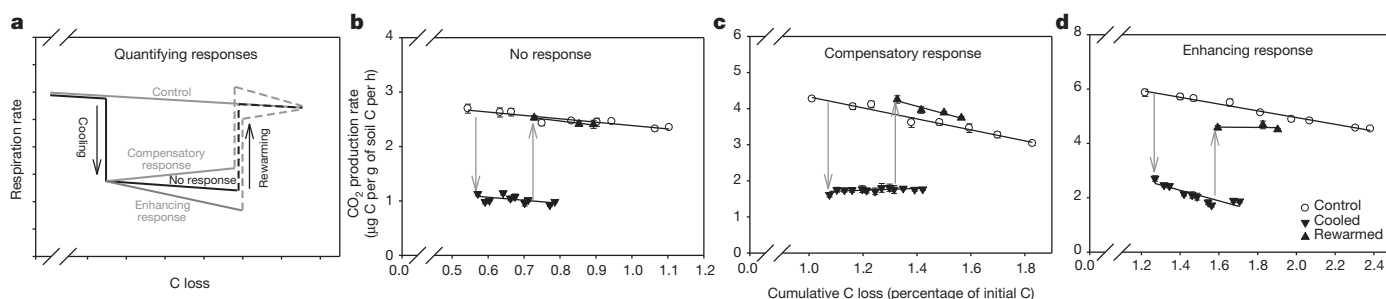 a
Quantifying responses
Respiration rate
Control
Cooling
Compensatory
response
No response
Enhancing
response
Rewarming
C loss
b
No response
CO2 production rate
(μg C per g of soil C per h)
4
3
2
1
0
0.0
0.5
0.6
0.7
0.8
0.9
1.0
1.1
1.2
c
Compensatory response
6
5
4
3
2
1
0
0.0
1.0
1.2
1.4
1.6
1.8
Cumulative C loss (percentage of initial C)
d
Enhancing response
8
6
4
2
0
0.0
1.2
1.4
1.6
1.8
2.0
2.2
2.4
Control
Cooled
Rewarmed